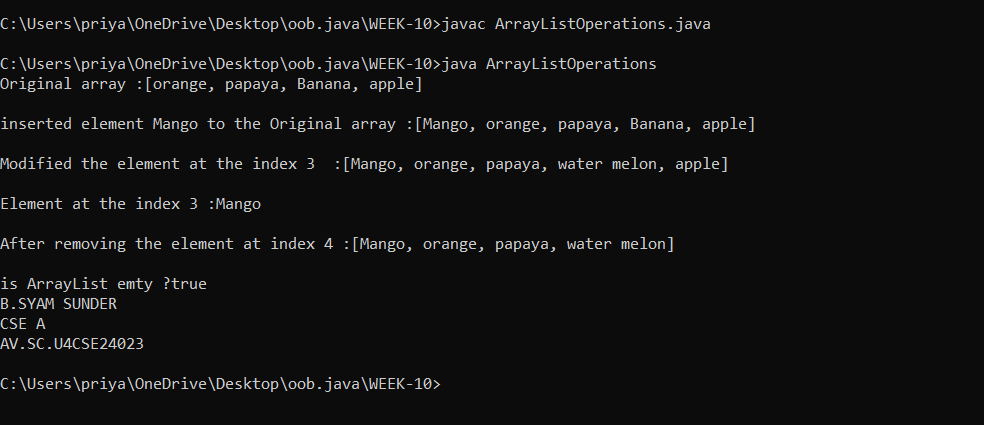 C:\Users\priya\OneDrive\Desktop\oob.java\WEEK-10>javac ArrayListOperations.java
C:\Users\priya\OneDrive\Desktop\oob.java\WEEK-10>java ArrayListOperations
Original array :[orange, papaya, Banana, apple]
inserted element Mango to the Original array :[Mango, orange, papaya, Banana, apple]
Modified the element at the index 3  :[Mango, orange, papaya, water melon, apple]
Element at the index 3 :Mango
After removing the element at index 4 :[Mango, orange, papaya, water melon]
is ArrayList emty ?true
B.SYAM SUNDER
CSE A
AV.SC.U4CSE24023
C:\Users\priya\OneDrive\Desktop\oob.java\WEEK-10>